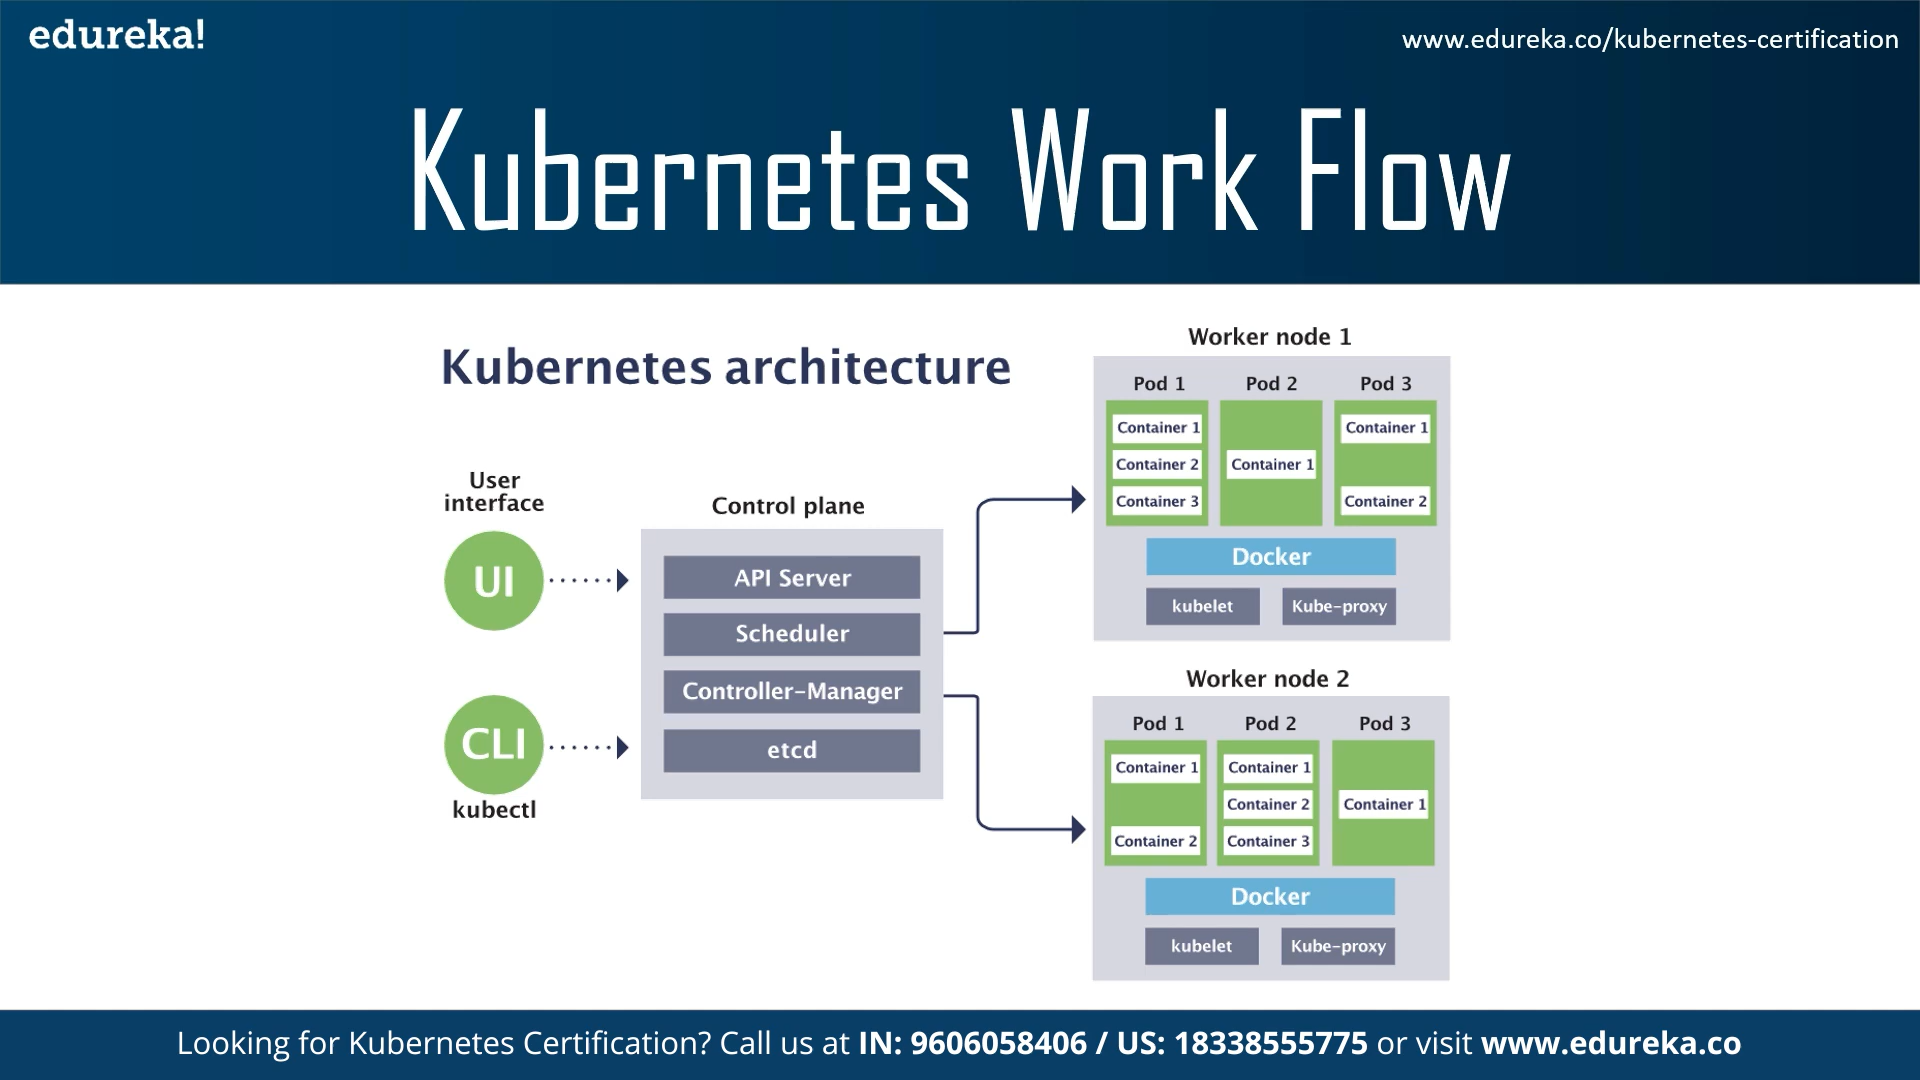 edureka!
www.edureka.co/kubernetes-certification
Kubernetes Work Flow
Kubernetes architecture
User
interface
UI
CLI
kubectl
Control plane
API Server
Scheduler
Controller-Manager
etcd
Worker node 1
Pod 1
Container 1
Container 2
Container 3
Pod 2
Container 1
Pod 3
Container 1
Container 2
Docker
kubelet
Kube-proxy
Worker node 2
Pod 1
Container 1
Container 2
Pod 2
Container 1
Container 2
Container 3
Pod 3
Container 1
Docker
kubelet
Kube-proxy
Looking for Kubernetes Certification? Call us at IN: 9606058406 / US: 18338555775 or visit www.edureka.co